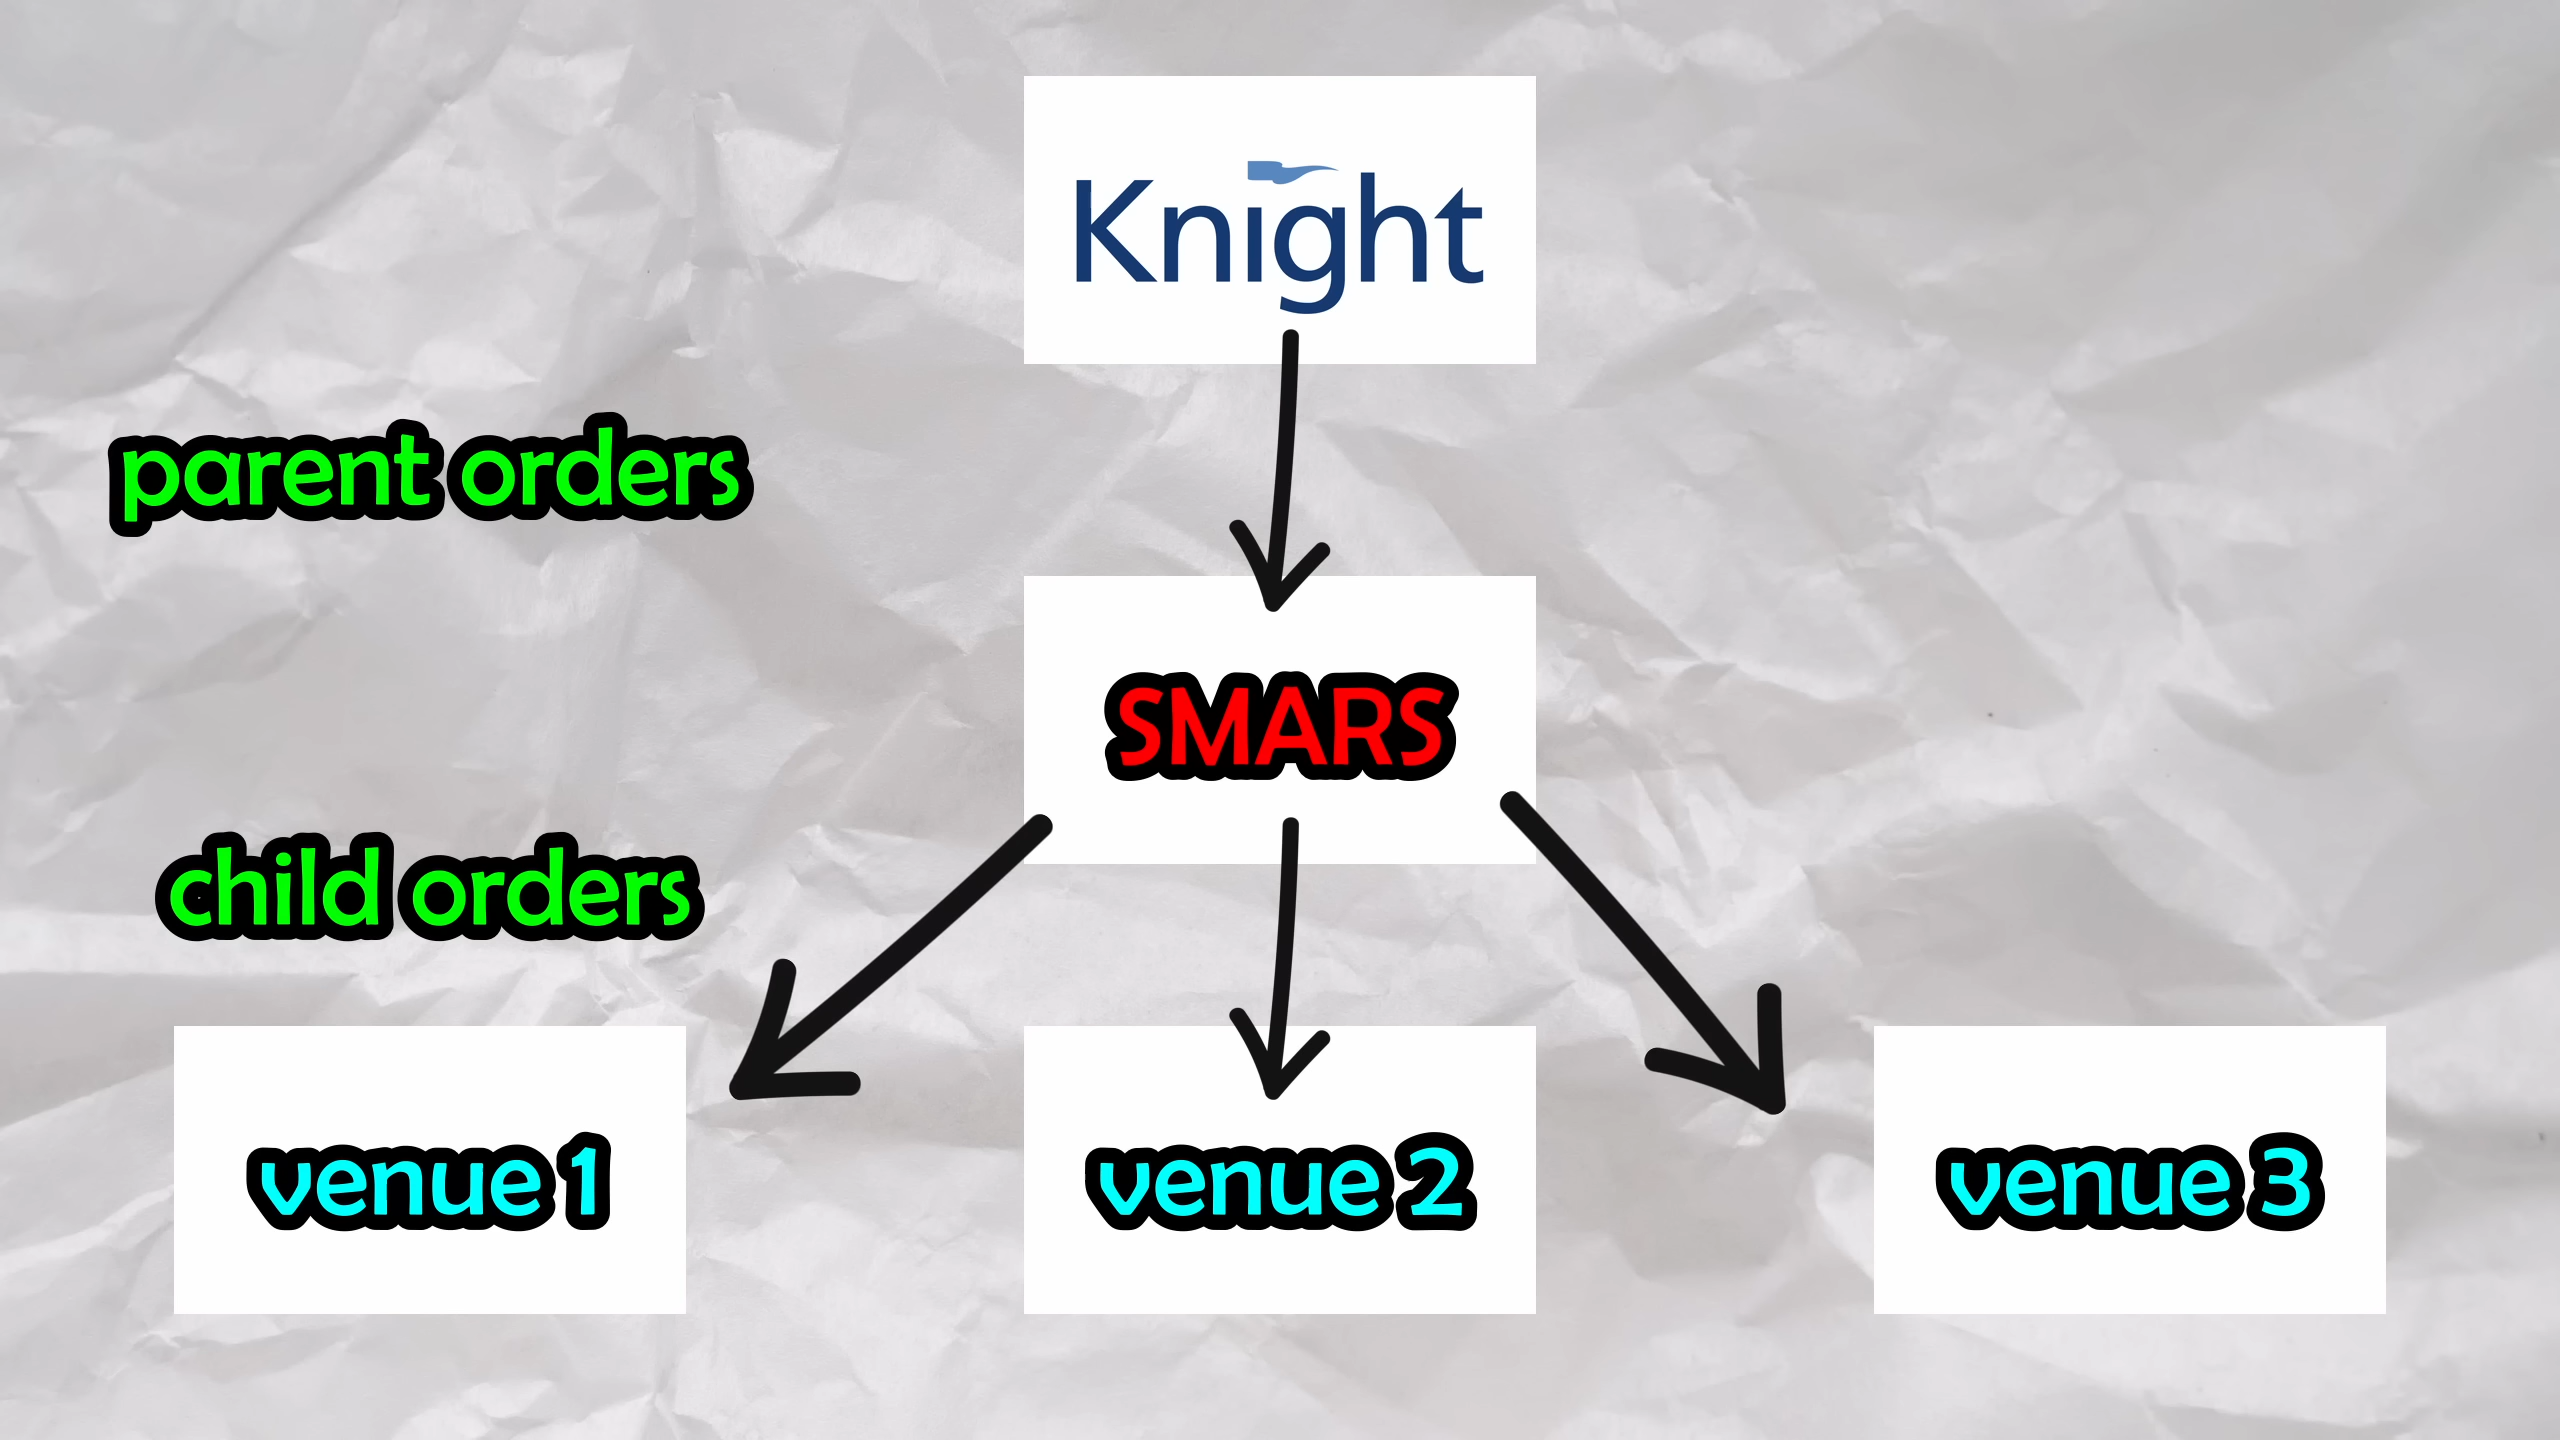 Knight
parent orders
SMARS
child orders
venue 1
venue 2
venue 3